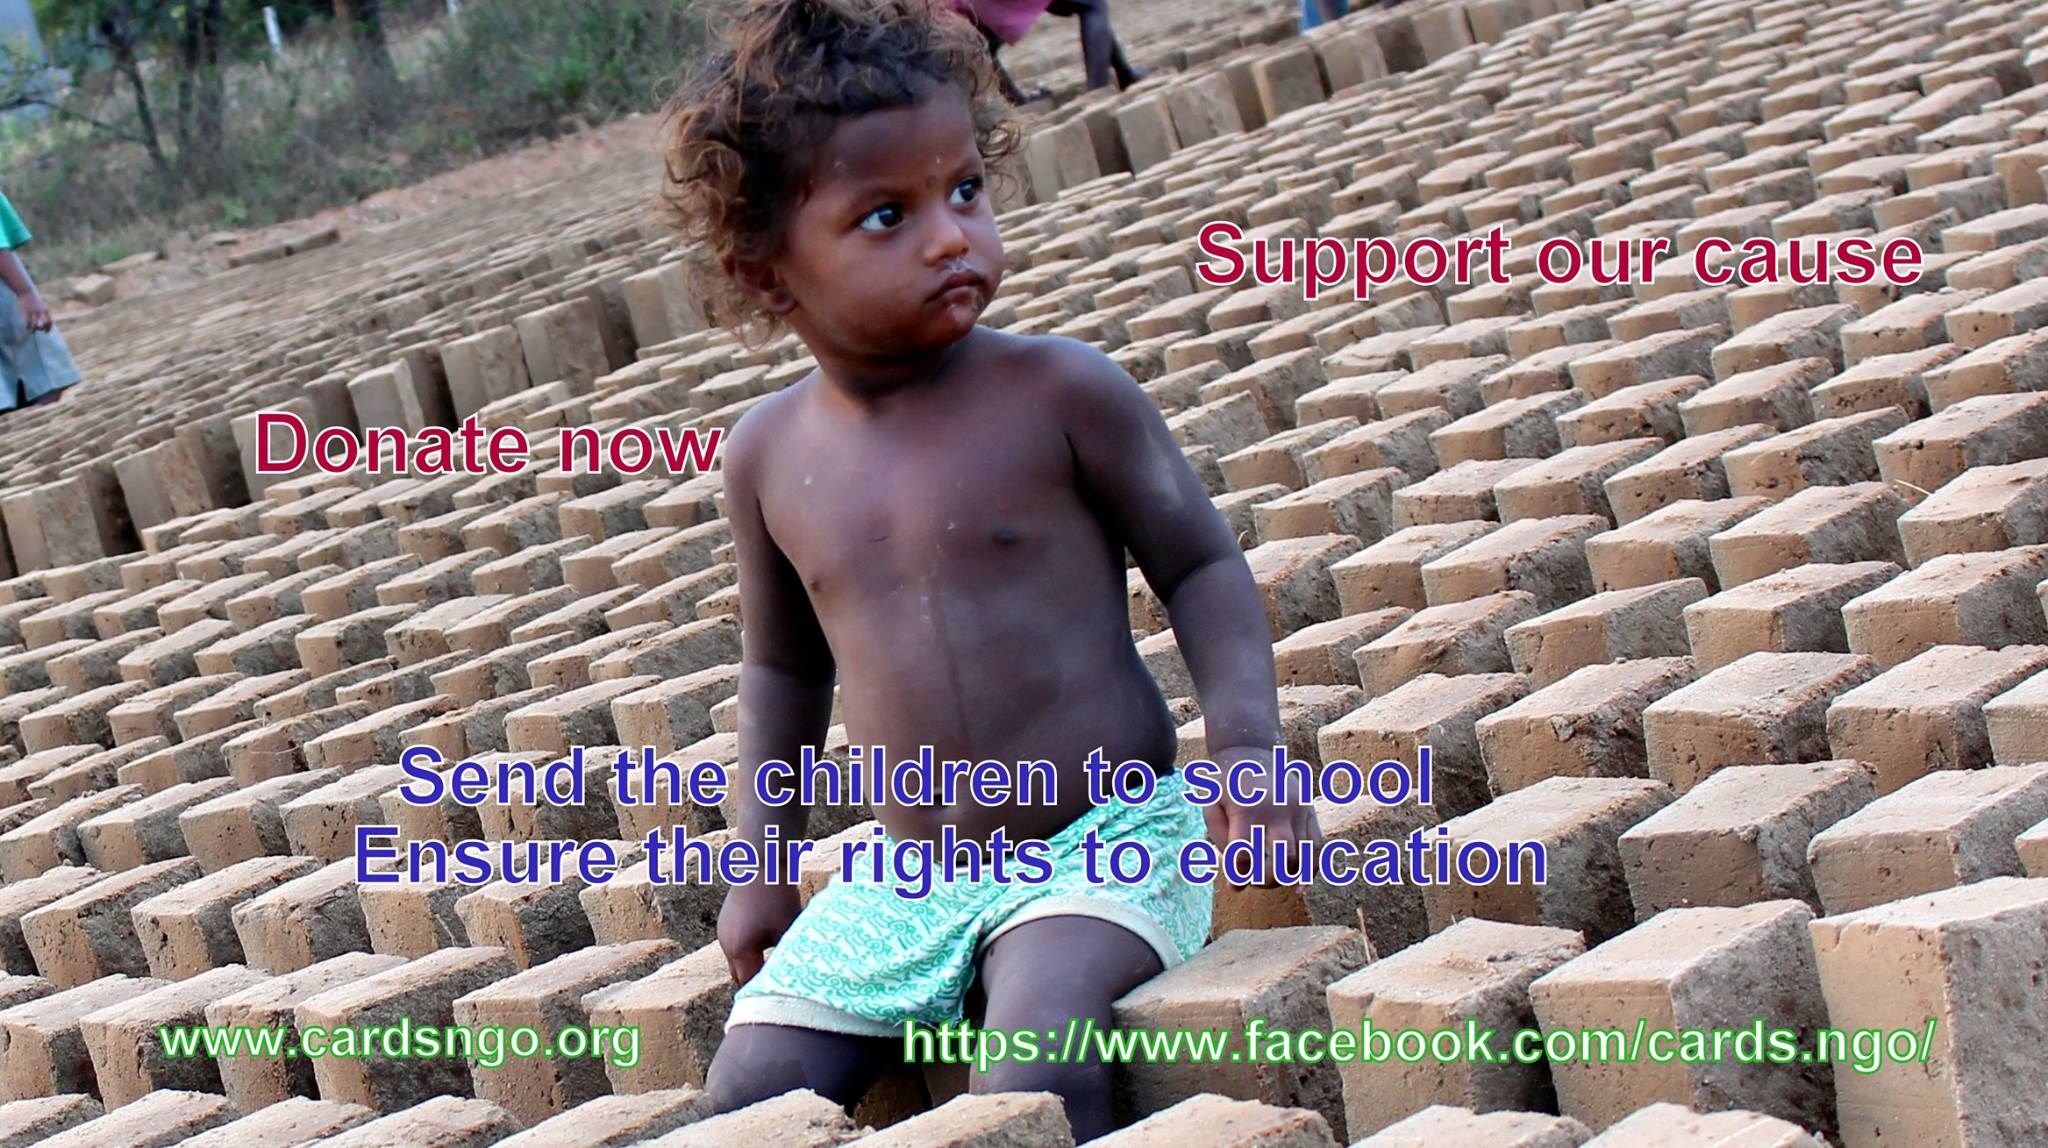 Support our cause
Donate now
Send the children to school
Ensure their rights to education
www.cardsngo.org
https://www.facebook.com/cards.ngo/